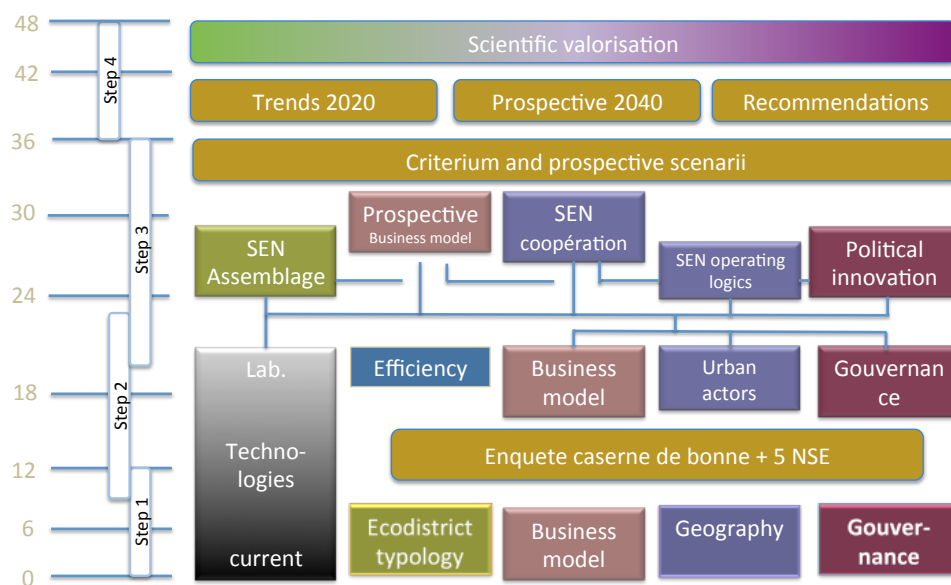 48
Scientific valorisation
Step 4
42
Trends 2020
Prospective 2040
Recommendations
36
Criterium and prospective scenarii
30
Step 3
Prospective
Business model
SEN
coopération
SEN
Assemblage
SEN operating
logics
Political
innovation
24
Step 2
18
Lab.
Techno-
logies
current
Efficiency
Business
model
Urban
actors
Gouvernan
ce
12
Enquete caserne de bonne + 5 NSE
Step 1
6
Ecodistrict
typology
Business
model
Geography
Gouver-
nance
0